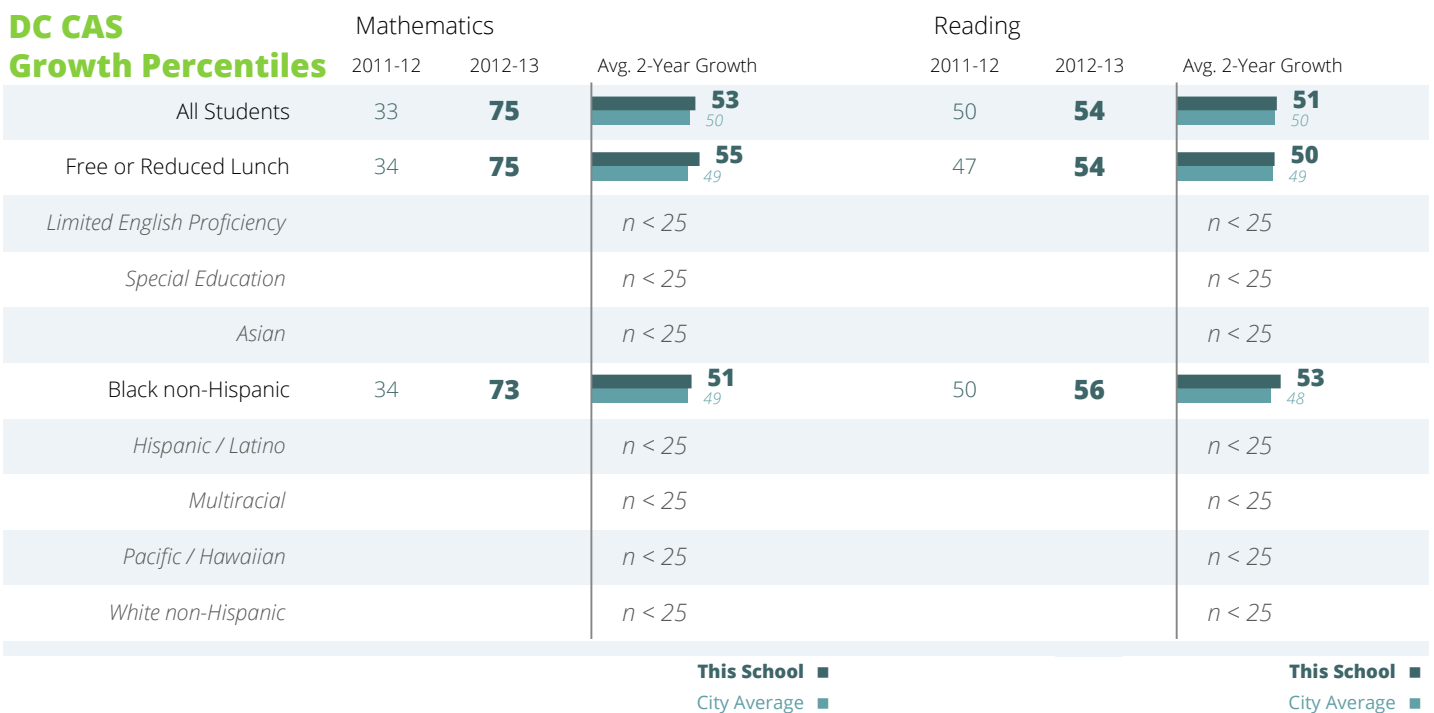 DC CAS
Growth Percentiles
Mathematics Reading
2011-12 2012-13 Avg. 2-Year Growth 2011-12 2012-13 Avg. 2-Year Growth
All Students 33 75 53 50 50 54 51 50
Free or Reduced Lunch 34 75 55 49 47 54 50 49
Limited English Proficiency n < 25 n < 25
Special Education n < 25 n < 25
Asian n < 25 n < 25
Black non-Hispanic 34 73 51 49 50 56 53 48
Hispanic / Latino n < 25 n < 25
Multiracial n < 25 n < 25
Pacific / Hawaiian n < 25 n < 25
White non-Hispanic n < 25 n < 25
This School This School
City Average City Average